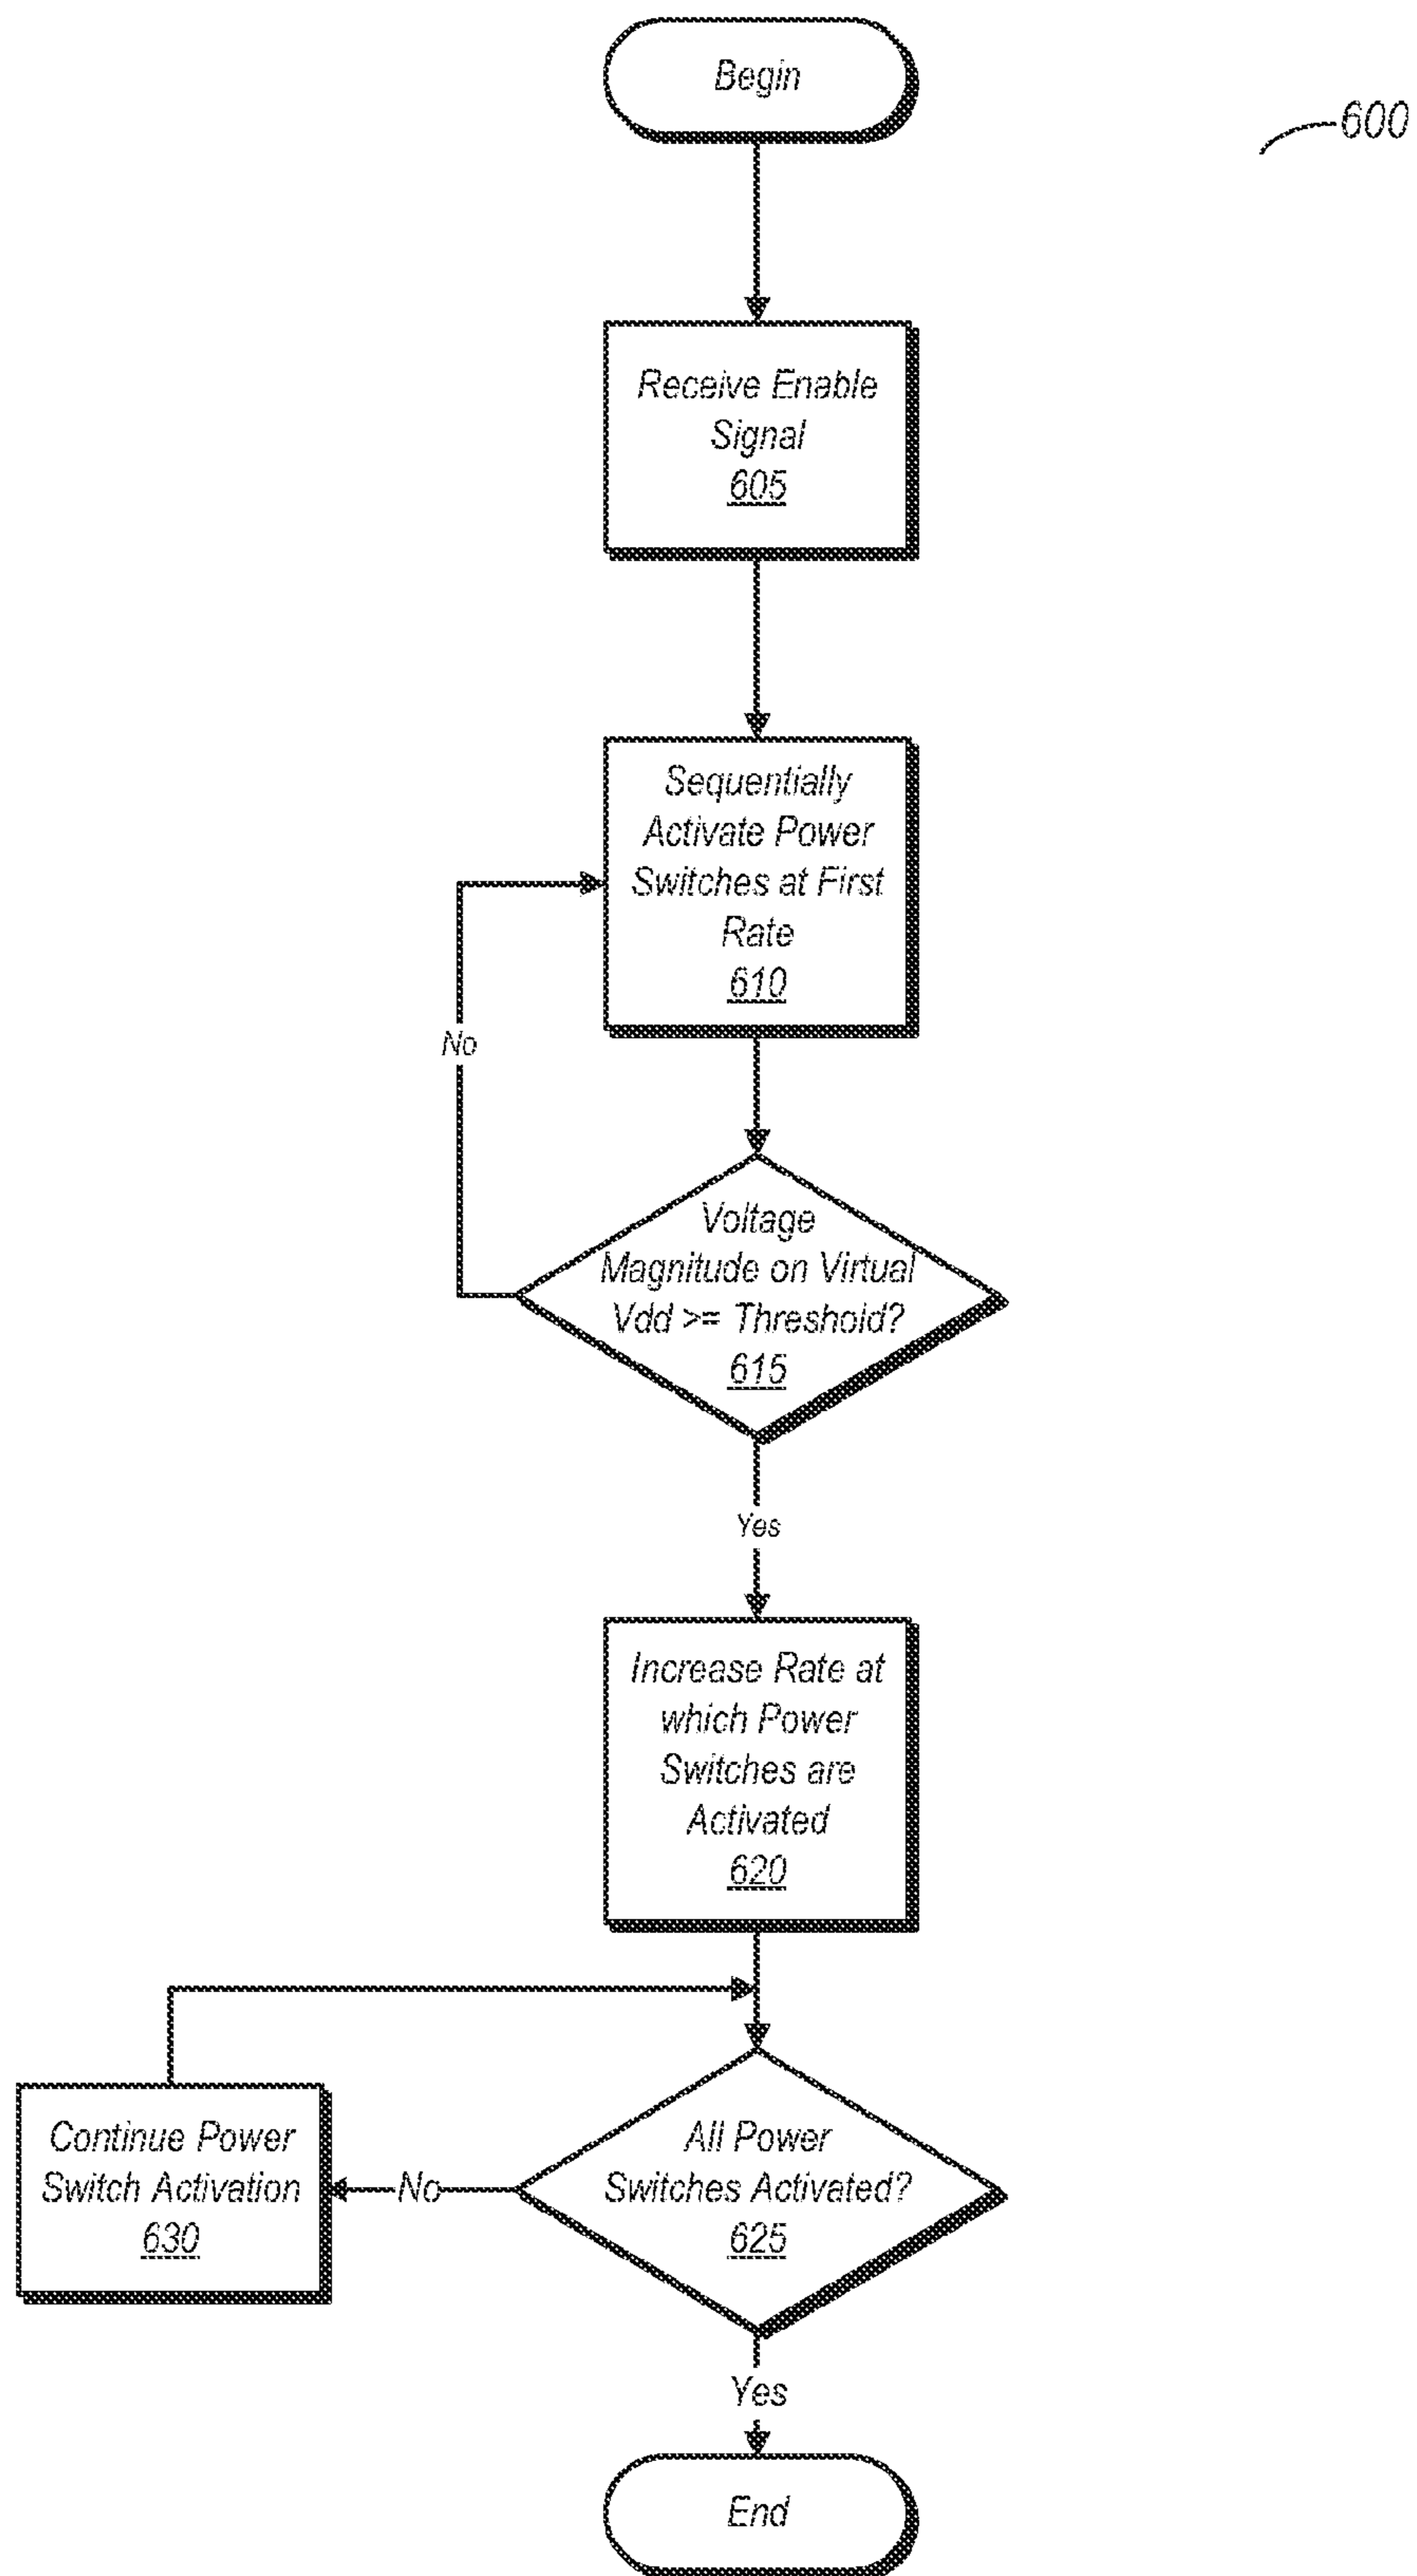 Begin
600
Receive Enable
Signal
605
Sequentially
Activate Power
Switches at First
Rate
610
No
Voltage
Magnitude on Virtual
Vdd >= Threshold?
615
Yes
Increase Rate at
which Power
Switches are
Activated
620
Continue Power
Switch Activation
630
No
All Power
Switches Activated?
625
Yes
End